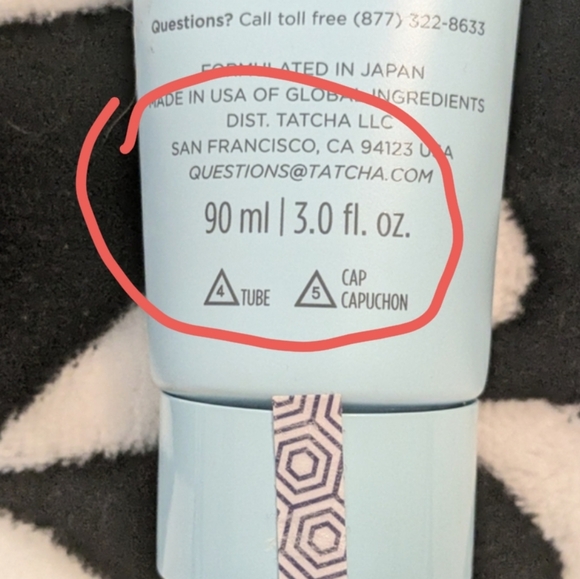 Questions? Call toll free (877) 322-8633
FORMULATED IN JAPAN
MADE IN USA OF GLOBAL INGREDIENTS
DIST. TATCHA LLC
SAN FRANCISCO, CA 94123 USA
QUESTIONS@TATCHA.COM
90 ml | 3.0 fl. oz.
4 TUBE 5 CAP
CAPUCHON